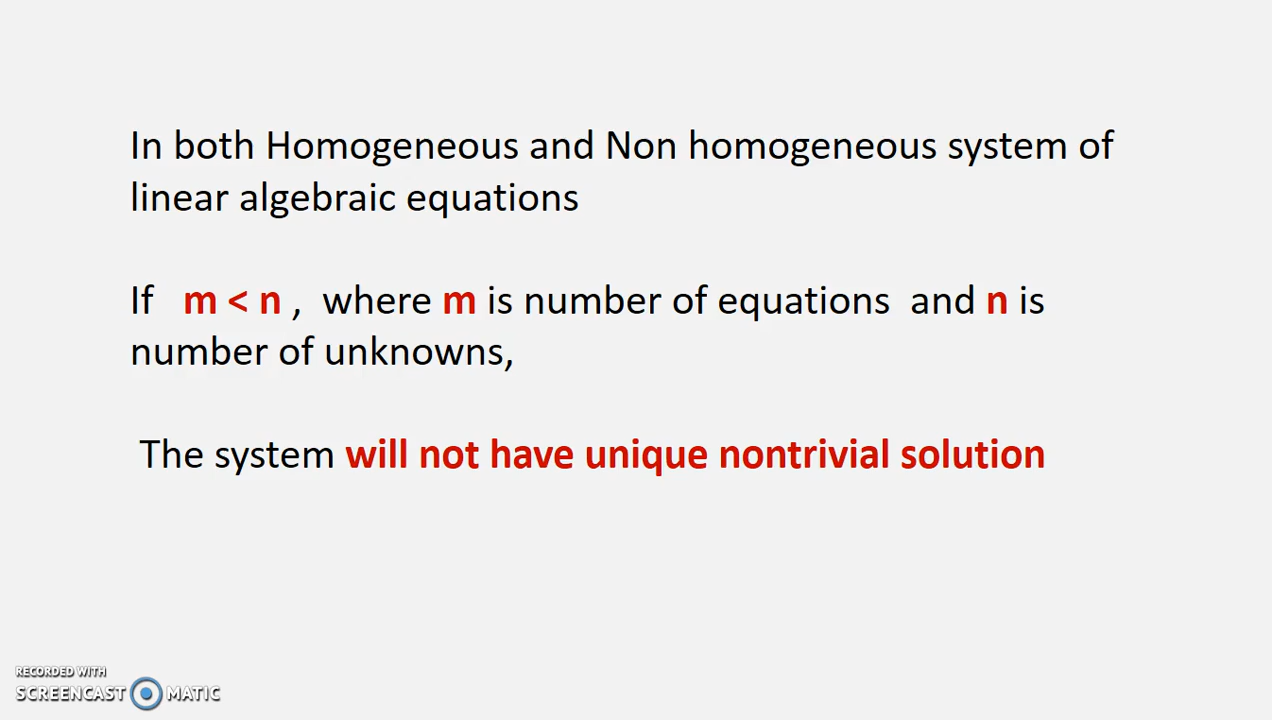 In both Homogeneous and Non homogeneous system of
linear algebraic equations
If m < n , where m is number of equations and n is
number of unknowns,
The system will not have unique nontrivial solution
RECORDED WITH
SCREENCAST MATIC